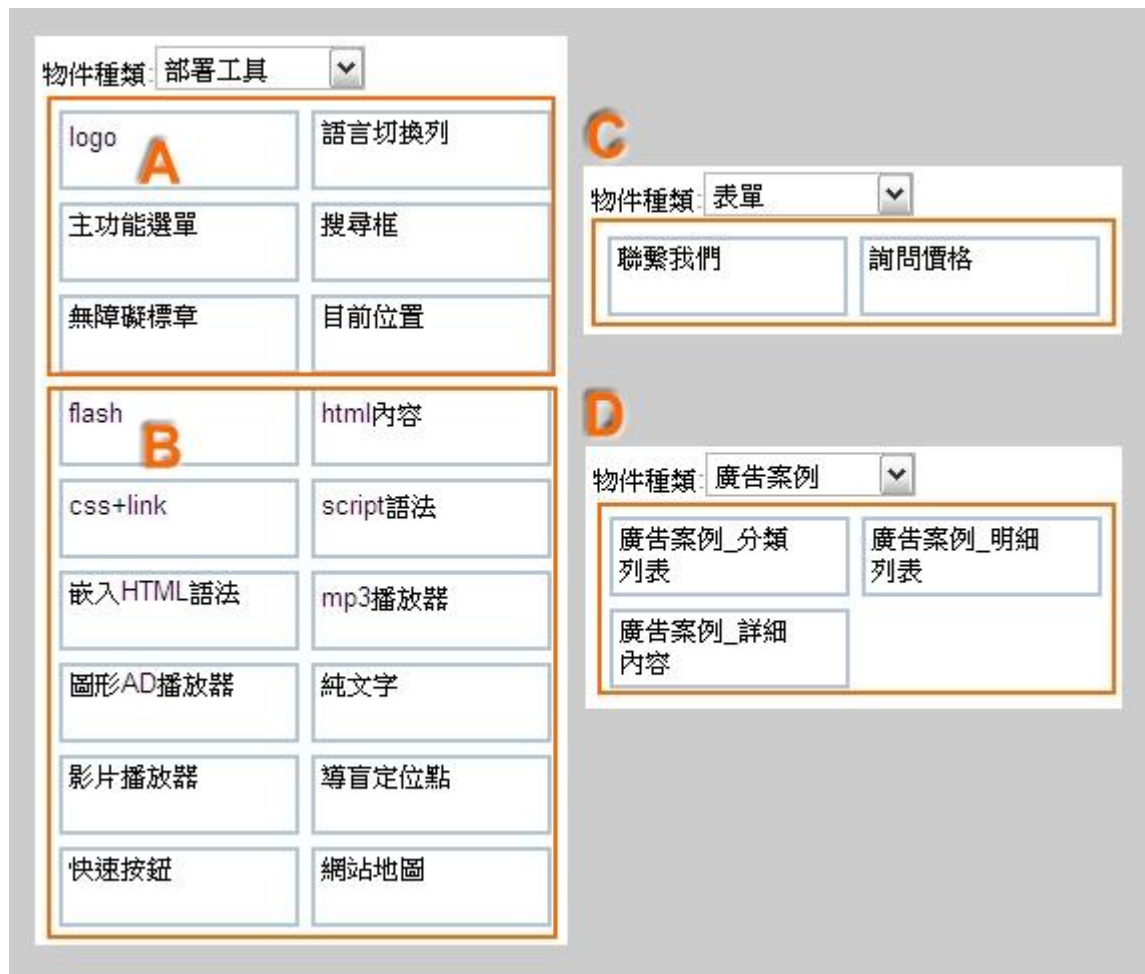 物件種類: 部署工具
logo
A
語言切換列
主功能選單
搜尋框
無障礙標章
目前位置
flash
B
html內容
css+link
script語法
嵌入HTML語法
mp3播放器
圖形AD播放器
純文字
影片播放器
導盲定位點
快速按鈕
網站地圖
C
物件種類: 表單
聯繫我們
詢問價格
D
物件種類: 廣告案例
廣告案例_分類
列表
廣告案例_明細
列表
廣告案例_詳細
內容